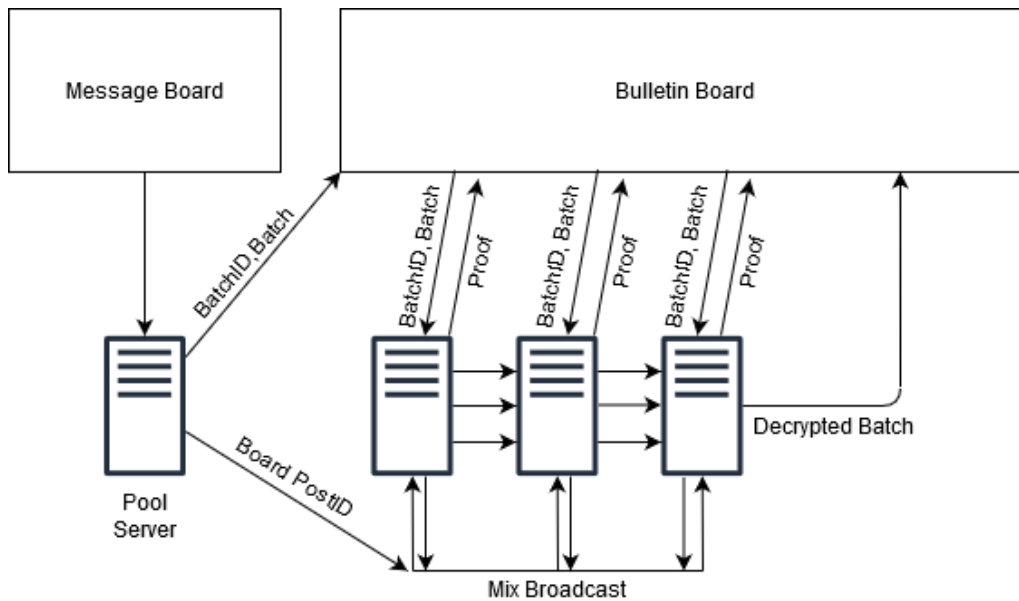 Message Board
Bulletin Board
BatchID,Batch
BatchID, Batch
Proof
BatchID, Batch
Proof
BatchID, Batch
Proof
Decrypted Batch
Board PostID
Pool
Server
Mix Broadcast